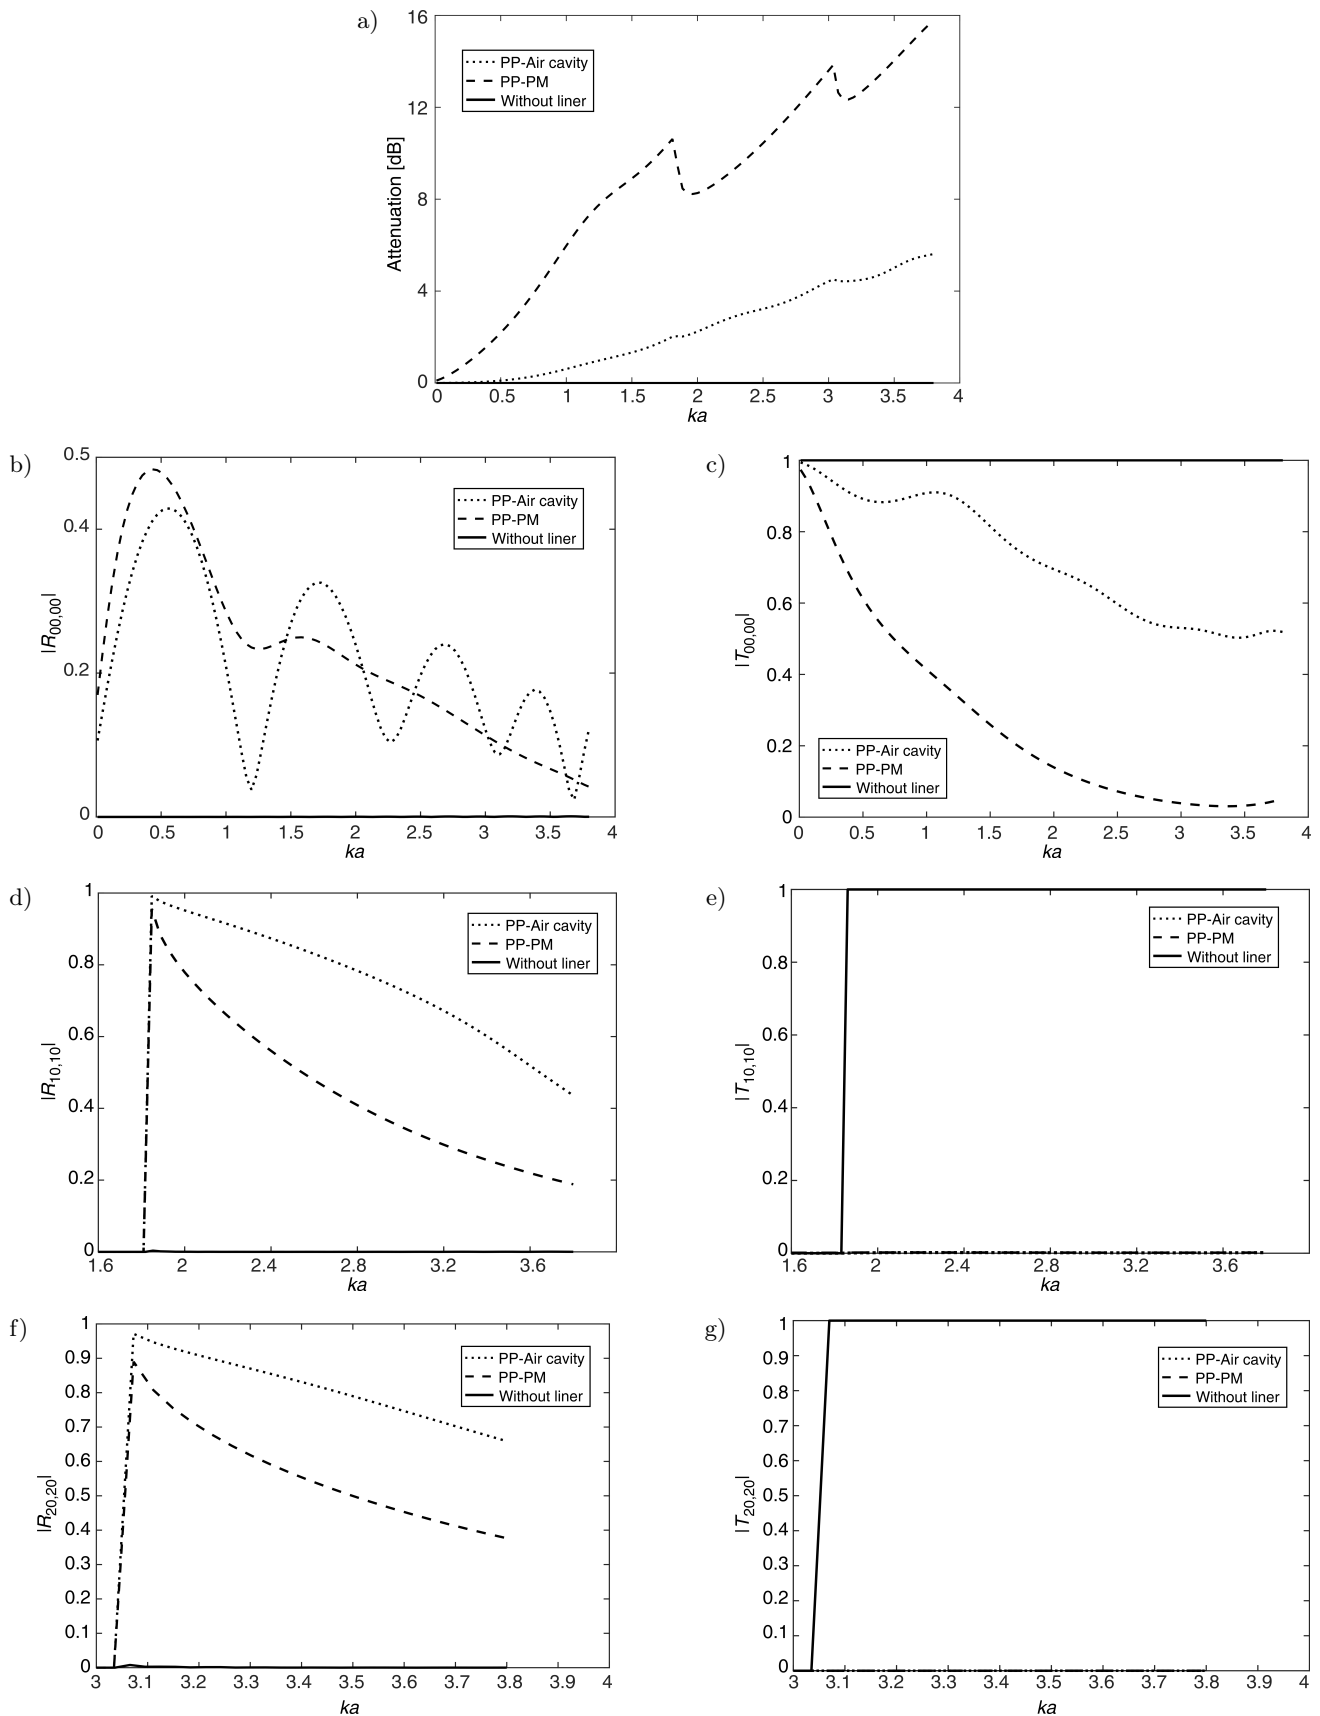 a)
16
12
8
4
0
Attenuation [dB]
PP-Air cavity
PP-PM
Without liner
0 0.5 1 1.5 2 2.5 3 3.5 4
ka
b)
0.5
0.4
0.2
0
|R00,00|
PP-Air cavity
PP-PM
Without liner
0 0.5 1 1.5 2 2.5 3 3.5 4
ka
c)
1
0.8
0.6
0.4
0.2
0
|T00,00|
PP-Air cavity
PP-PM
Without liner
0 0.5 1 1.5 2 2.5 3 3.5 4
ka
d)
1
0.8
0.6
0.4
0.2
0
|R10,10|
PP-Air cavity
PP-PM
Without liner
1.6 2 2.4 2.8 3.2 3.6
ka
e)
1
0.8
0.6
0.4
0.2
0
|T10,10|
PP-Air cavity
PP-PM
Without liner
1.6 2 2.4 2.8 3.2 3.6
ka
f)
1
0.9
0.8
0.7
0.6
0.5
0.4
0.3
0.2
0.1
0
|R20,20|
PP-Air cavity
PP-PM
Without liner
3 3.1 3.2 3.3 3.4 3.5 3.6 3.7 3.8 3.9 4
ka
g)
1
0.9
0.8
0.7
0.6
0.5
0.4
0.3
0.2
0.1
0
|T20,20|
PP-Air cavity
PP-PM
Without liner
3 3.1 3.2 3.3 3.4 3.5 3.6 3.7 3.8 3.9 4
ka